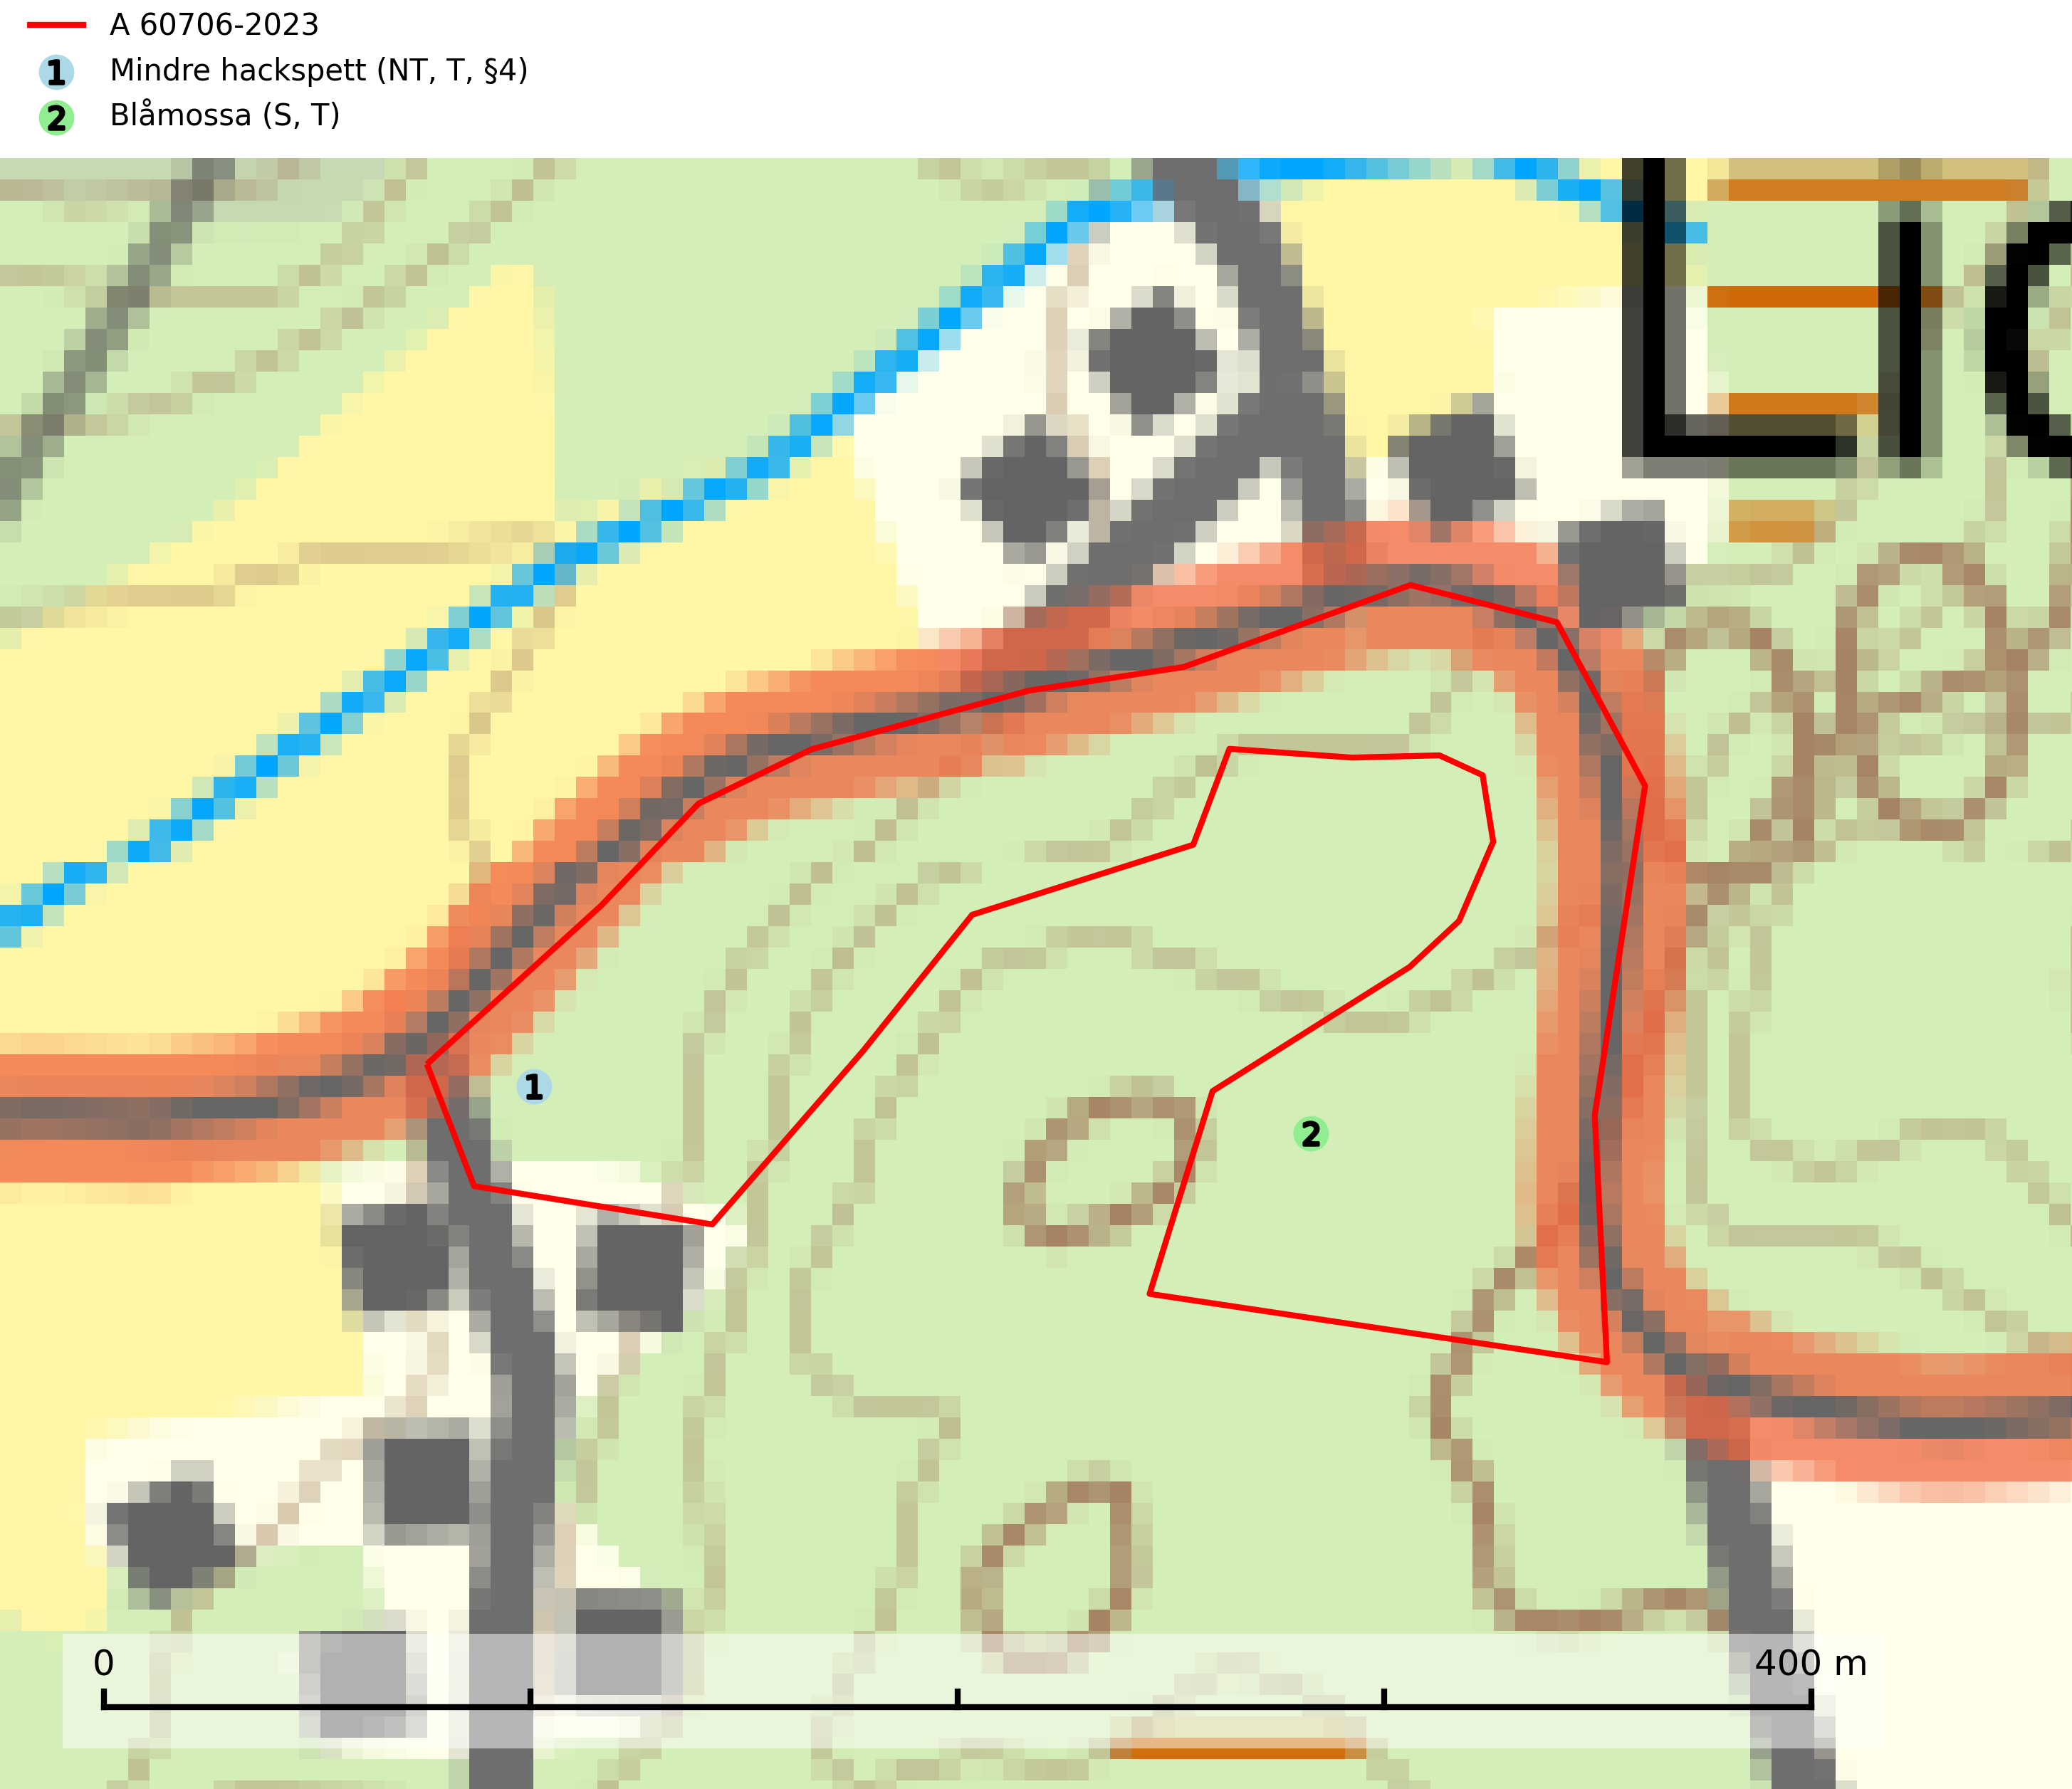 A 60706-2023
1 Mindre hackspett (NT, T, §4)
2 Blåmossa (S, T)
1
2
0 400 m